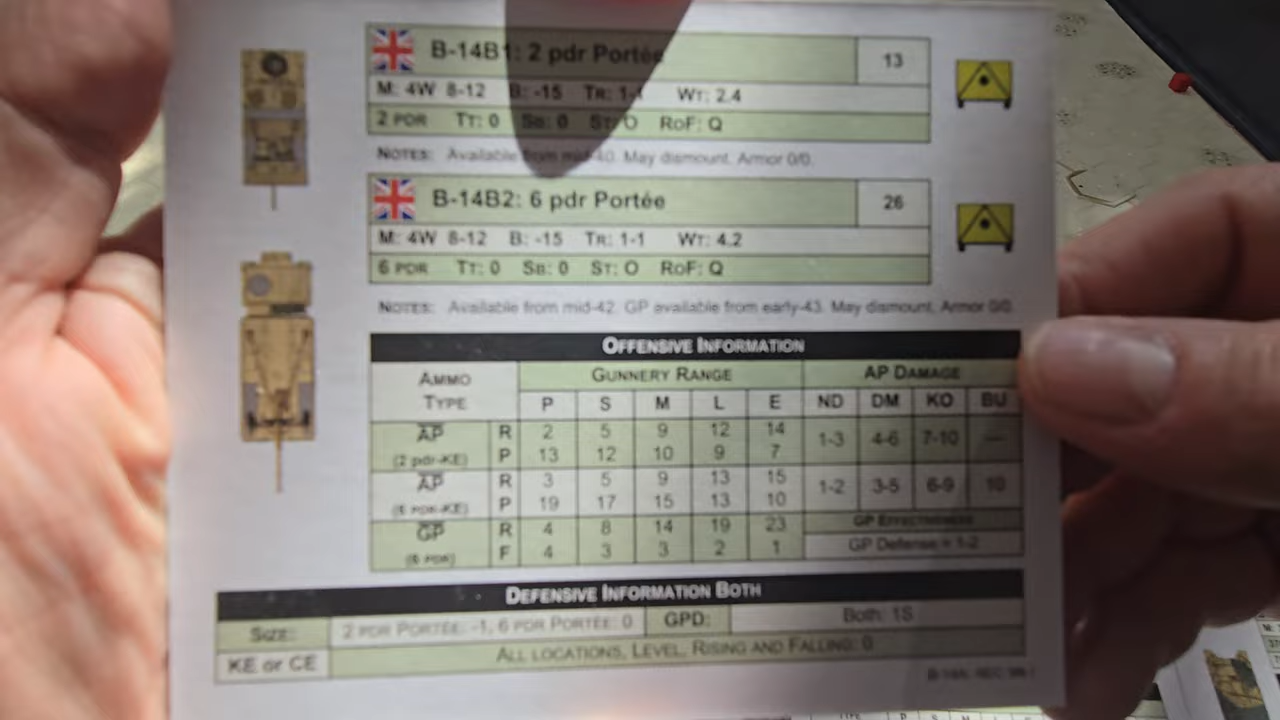 B-14B1: 2 pdr Portée 13
M: 4W 8-12 B: -15 TR: 1-1 WT: 2.4
2 PDR TT: 0 SB: 0 ST: O ROF: Q
NOTES: Available from mid-40. May dismount. Armor 0/0.
B-14B2: 6 pdr Portée 26
M: 4W 8-12 B: -15 TR: 1-1 WT: 4.2
6 PDR TT: 0 SB: 0 ST: O ROF: Q
NOTES: Available from mid-42. GP available from early-43. May dismount. Armor 0/0.
OFFENSIVE INFORMATION
AMMO TYPE GUNNERY RANGE AP DAMAGE
P S M L E ND DM KO BU
AP R 2 5 9 12 14 1-3 4-6 7-10 —
(2 PDR-KE) P 13 12 10 9 7
AP R 3 5 9 13 15 1-2 3-5 6-9 10
(6 PDR-KE) P 19 17 15 13 10
GP R 4 8 14 19 23 GP EFFECTIVENESS
(6 PDR) F 4 3 3 2 1 GP Defense = 1-2
DEFENSIVE INFORMATION BOTH
SIZE: 2 PDR PORTÉE: -1, 6 PDR PORTÉE: 0 GPD: Both: 1S
KE or CE ALL LOCATIONS, LEVEL, RISING AND FALLING: 0